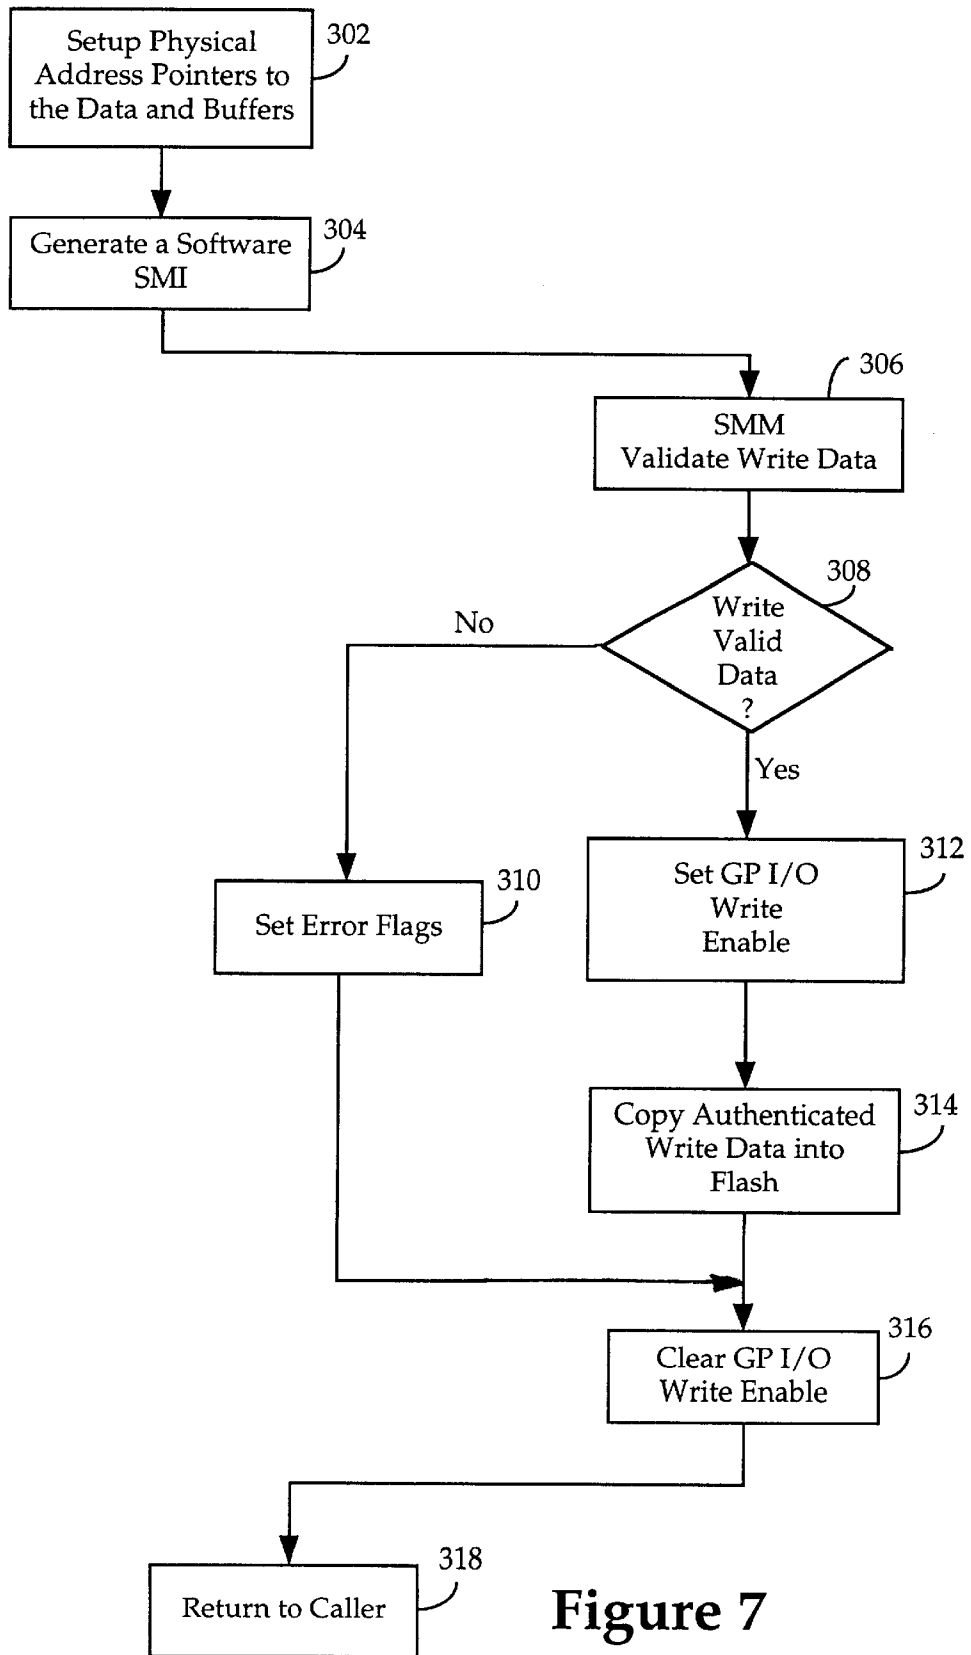 Setup Physical
Address Pointers to
the Data and Buffers
302
Generate a Software
SMI
304
306
SMM
Validate Write Data
308
Write
Valid
Data
?
No
Yes
312
Set GP I/O
Write
Enable
310
Set Error Flags
314
Copy Authenticated
Write Data into
Flash
316
Clear GP I/O
Write Enable
318
Return to Caller
Figure 7